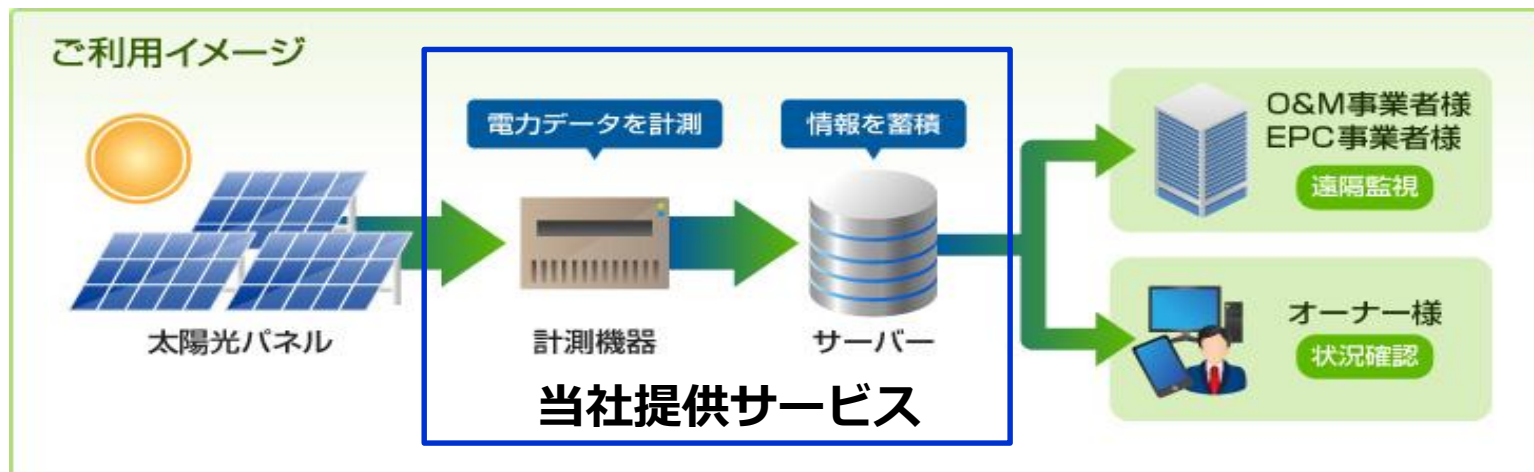 ご利用イメージ
電力データを計測
情報を蓄積
太陽光パネル
計測機器
サーバー
当社提供サービス
O&M事業者様
EPC事業者様
遠隔監視
オーナー様
状況確認